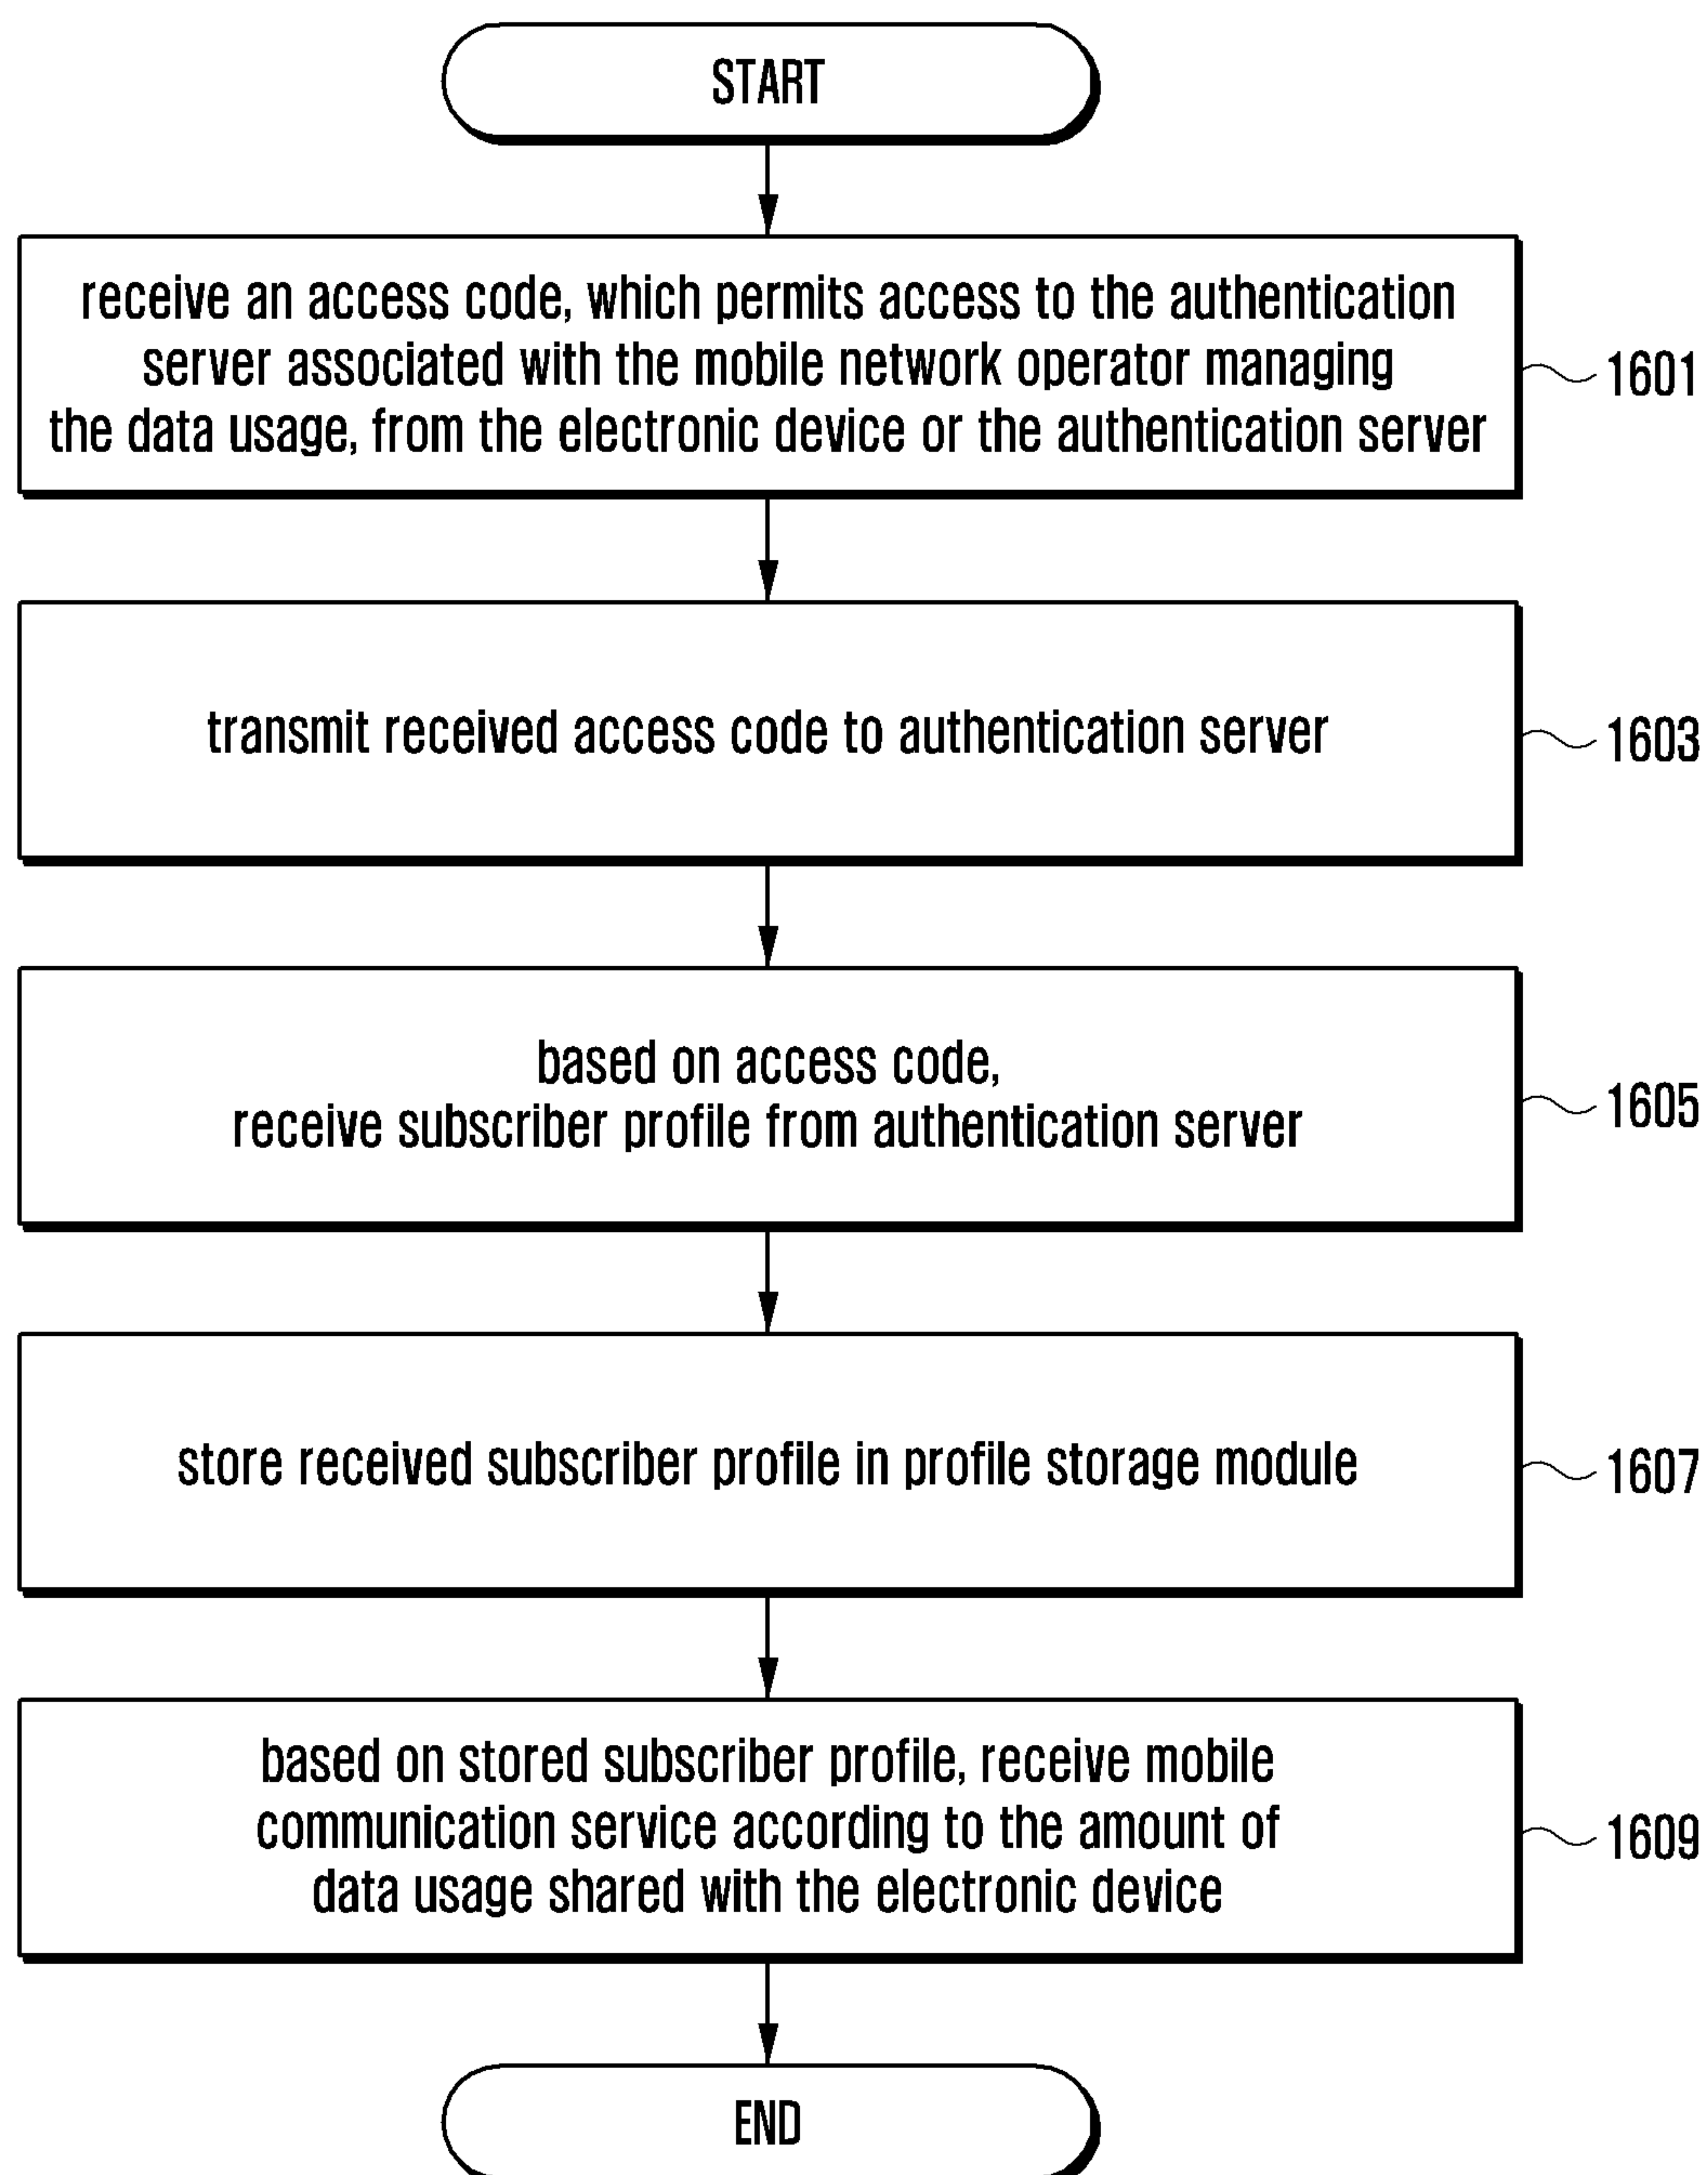 START
receive an access code, which permits access to the authentication
server associated with the mobile network operator managing
the data usage, from the electronic device or the authentication server
1601
transmit received access code to authentication server
1603
based on access code,
receive subscriber profile from authentication server
1605
store received subscriber profile in profile storage module
1607
based on stored subscriber profile, receive mobile
communication service according to the amount of
data usage shared with the electronic device
1609
END